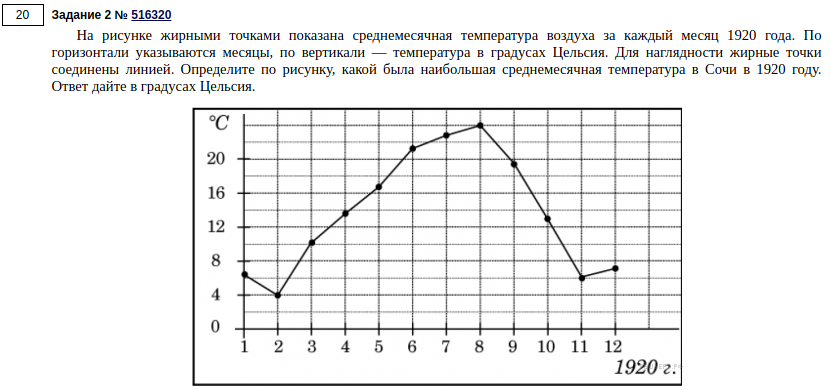 20
Задание 2 № 516320
На рисунке жирными точками показана среднемесячная температура воздуха за каждый месяц 1920 года. По
горизонтали указываются месяцы, по вертикали — температура в градусах Цельсия. Для наглядности жирные точки
соединены линией. Определите по рисунку, какой была наибольшая среднемесячная температура в Сочи в 1920 году.
Ответ дайте в градусах Цельсия.
°C
20
16
12
8
4
0
1 2 3 4 5 6 7 8 9 10 11 12
1920 г.